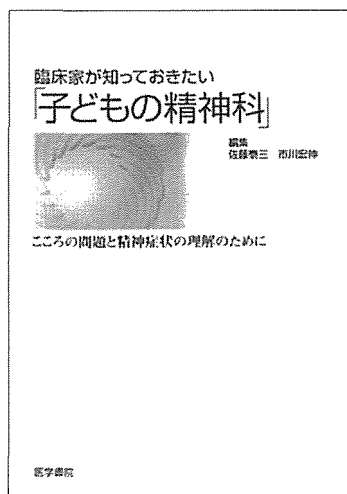 臨床家が知っておきたい
「子どもの精神科」
編集
佐藤泰三 市川宏伸
こころの問題と精神症状の理解のために
医学書院